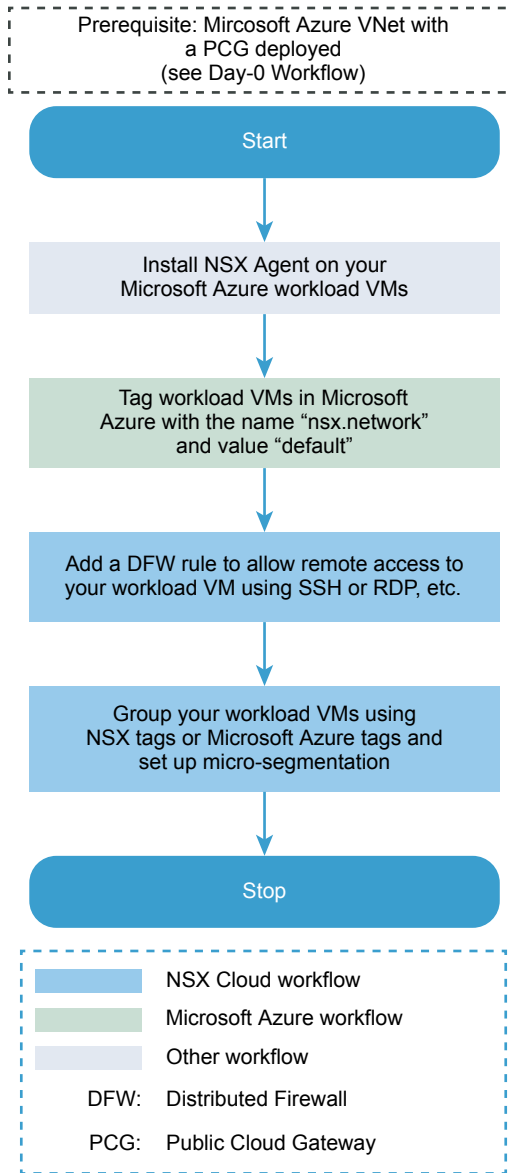 Prerequisite: Mircosoft Azure VNet with
a PCG deployed
(see Day-0 Workflow)
Start
Install NSX Agent on your
Microsoft Azure workload VMs
Tag workload VMs in Microsoft
Azure with the name “nsx.network”
and value “default”
Add a DFW rule to allow remote access to
your workload VM using SSH or RDP, etc.
Group your workload VMs using
NSX tags or Microsoft Azure tags and
set up micro-segmentation
Stop
NSX Cloud workflow
Microsoft Azure workflow
Other workflow
DFW: Distributed Firewall
PCG: Public Cloud Gateway